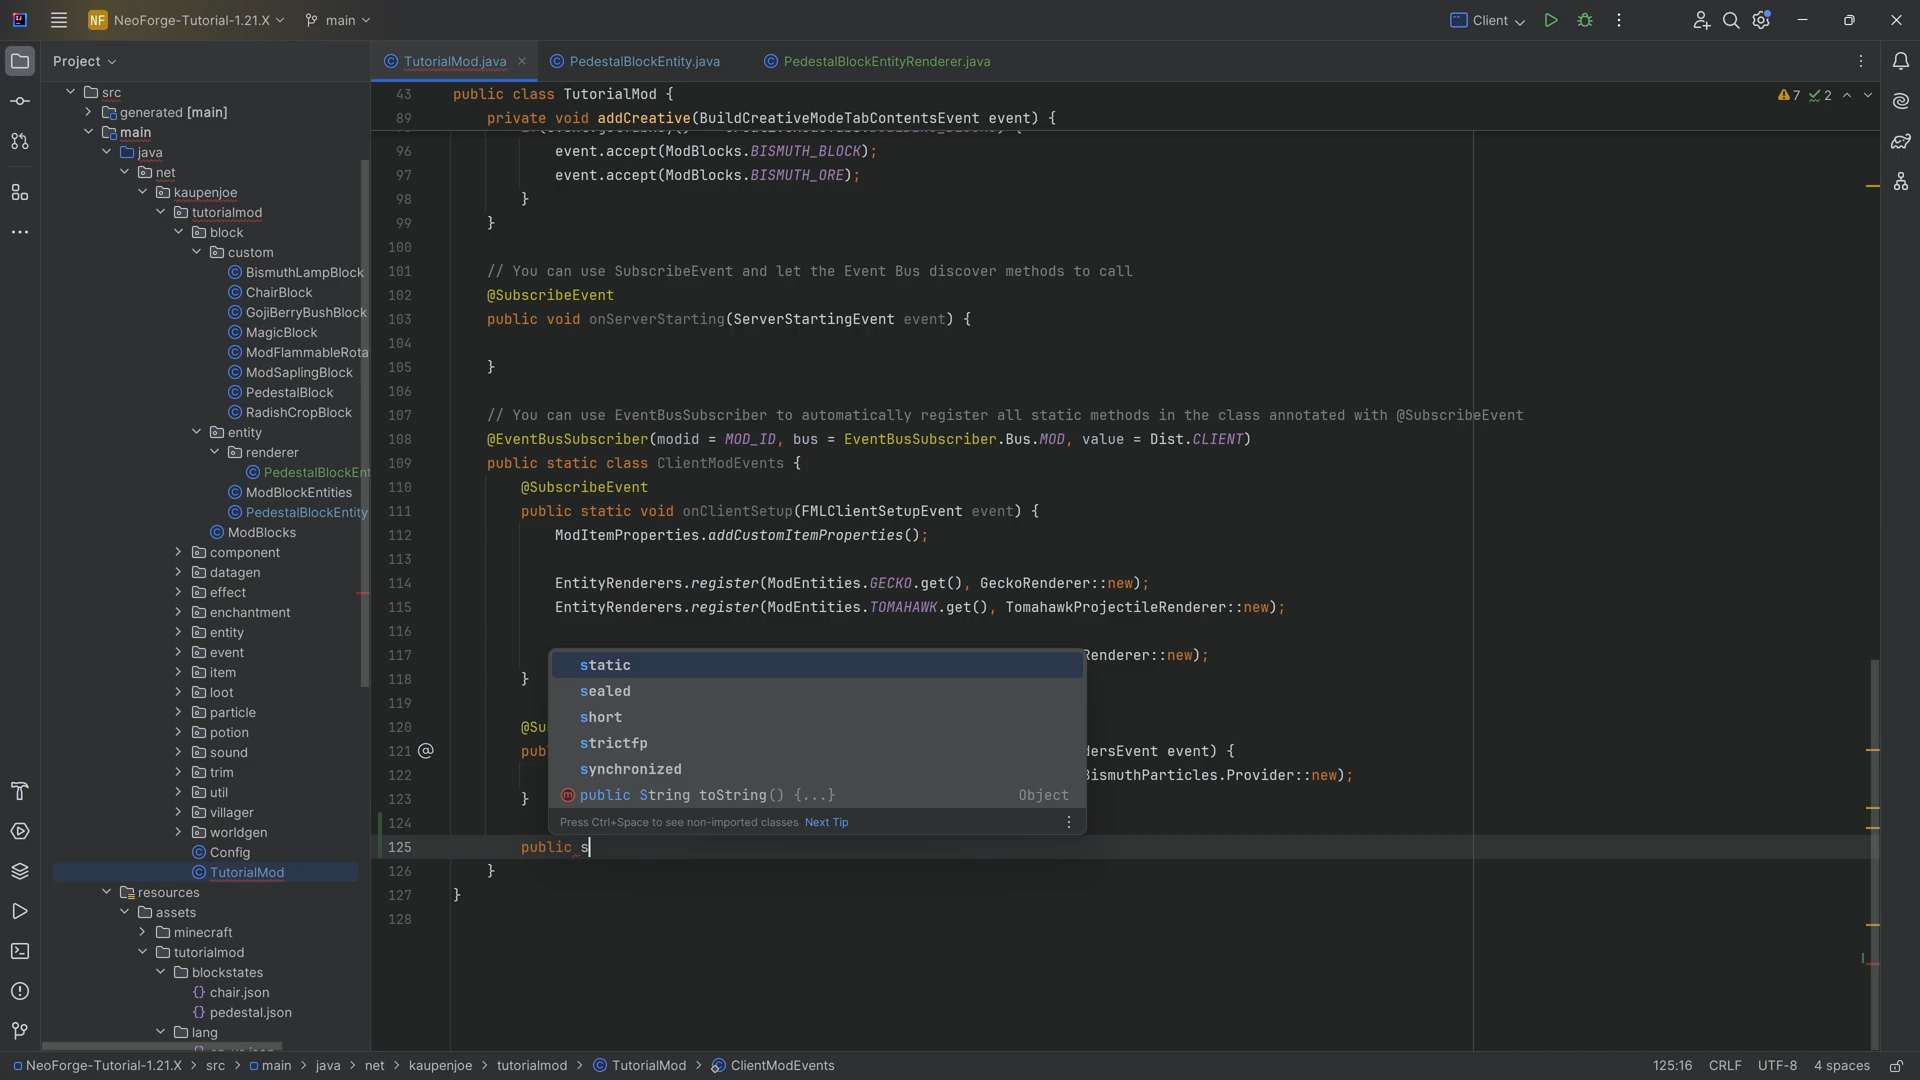 NF NeoForge-Tutorial-1.21.X main Client
Project
TutorialMod.java PedestalBlockEntity.java PedestalBlockEntityRenderer.java
src
generated [main]
main
java
net
kaupenjoe
tutorialmod
block
custom
BismuthLampBlock
ChairBlock
GojiBerryBushBlock
MagicBlock
ModFlammableRota
ModSaplingBlock
PedestalBlock
RadishCropBlock
entity
renderer
PedestalBlockEnt
ModBlockEntities
PedestalBlockEntity
ModBlocks
component
datagen
effect
enchantment
entity
event
item
loot
particle
potion
sound
trim
util
villager
worldgen
Config
TutorialMod
resources
assets
minecraft
tutorialmod
blockstates
chair.json
pedestal.json
lang
43 public class TutorialMod {
7 2
89 private void addCreative(BuildCreativeModeTabContentsEvent event) {
96 event.accept(ModBlocks.BISMUTH_BLOCK);
97 event.accept(ModBlocks.BISMUTH_ORE);
98 }
99 }
100
101 // You can use SubscribeEvent and let the Event Bus discover methods to call
102 @SubscribeEvent
103 public void onServerStarting(ServerStartingEvent event) {
104
105 }
106
107 // You can use EventBusSubscriber to automatically register all static methods in the class annotated with @SubscribeEvent
108 @EventBusSubscriber(modid = MOD_ID, bus = EventBusSubscriber.Bus.MOD, value = Dist.CLIENT)
109 public static class ClientModEvents {
110 @SubscribeEvent
111 public static void onClientSetup(FMLClientSetupEvent event) {
112 ModItemProperties.addCustomItemProperties();
113
114 EntityRenderers.register(ModEntities.GECKO.get(), GeckoRenderer::new);
115 EntityRenderers.register(ModEntities.TOMAHAWK.get(), TomahawkProjectileRenderer::new);
116
117 Renderer::new);
118 }
119
120 @Su
121 @ pub dersEvent event) {
122 BismuthParticles.Provider::new);
123 }
124
125 public s
126 }
127 }
128
static
sealed
short
strictfp
synchronized
public String toString() {...} Object
Press Ctrl+Space to see non-imported classes Next Tip
NeoForge-Tutorial-1.21.X > src > main > java > net > kaupenjoe > tutorialmod > TutorialMod > ClientModEvents 125:16 CRLF UTF-8 4 spaces